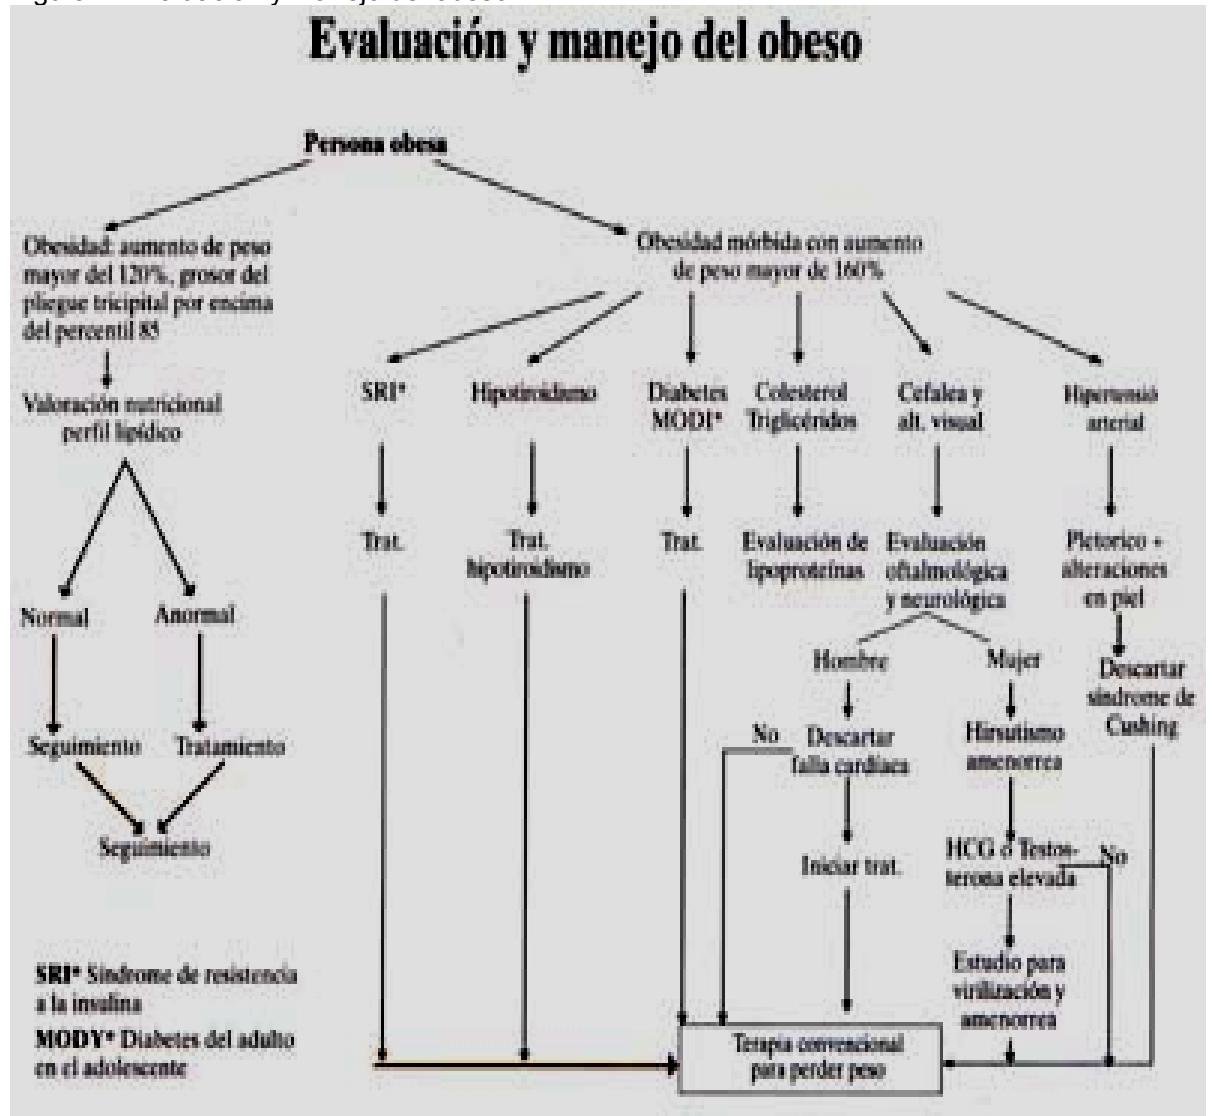 Evaluación y manejo del obeso
Persona obesa
Obesidad: aumento de peso
mayor del 120%, grosor del
pliegue tricipital por encima
del percentil 85
Obesidad mórbida con aumento
de peso mayor de 160%
Valoración nutricional
perfil lipídico
SRI*
Hipotiroidismo
Diabetes
MODI*
Colesterol
Triglicéridos
Cefalea y
alt. visual
Hipertensió
arterial
Trat.
Trat.
hipotiroidismo
Trat.
Evaluación de
lipoproteínas
Evaluación
oftalmológica
y neurológica
Pletorico +
alteraciones
en piel
Normal
Anormal
Hombre
Mujer
Descartar
síndrome de
Cushing
Seguimiento
Tratamiento
No
Descartar
falla cardíaca
Hirsutismo
amenorrea
Seguimiento
Iniciar trat.
HCG ó Testos-
terona elevada
No
Estudio para
virilización y
amenorrea
SRI* Síndrome de resistencia
a la invulina
MODY* Diabetes del adulto
en el adolescente
Terapia convencional
para perder peso